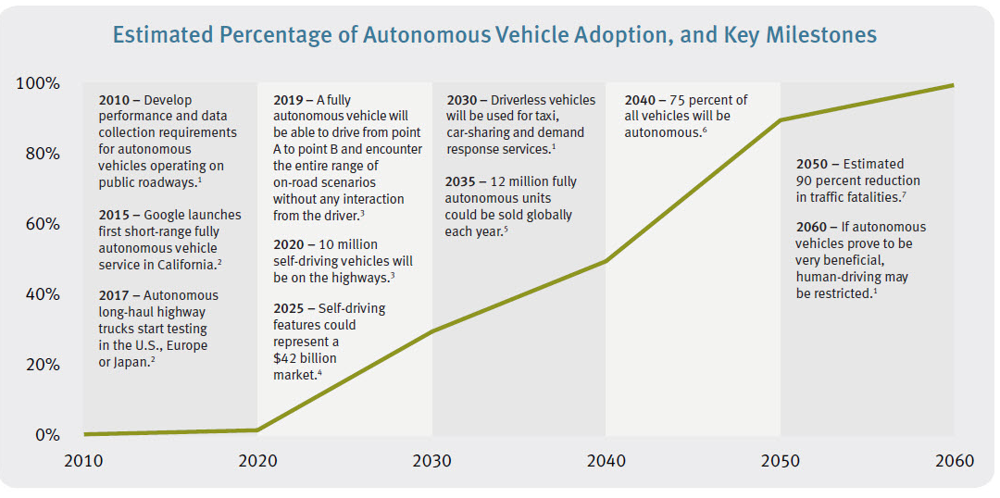 Estimated Percentage of Autonomous Vehicle Adoption, and Key Milestones
100%
80%
60%
40%
20%
0%
2010 – Develop
performance and data
collection requirements
for autonomous
vehicles operating on
public roadways.¹
2015 – Google launches
first short-range fully
autonomous vehicle
service in California.²
2017 – Autonomous
long-haul highway
trucks start testing
in the U.S., Europe
or Japan.²
2019 – A fully
autonomous vehicle will
be able to drive from point
A to point B and encounter
the entire range of
on-road scenarios
without any interaction
from the driver.³
2020 – 10 million
self-driving vehicles will
be on the highways.³
2025 – Self-driving
features could
represent a
$42 billion
market.⁴
2030 – Driverless vehicles
will be used for taxi,
car-sharing and demand
response services.¹
2035 – 12 million fully
autonomous units
could be sold globally
each year.⁵
2040 – 75 percent of
all vehicles will be
autonomous.⁶
2050 – Estimated
90 percent reduction
in traffic fatalities.⁷
2060 – If autonomous
vehicles prove to be
very beneficial,
human-driving may
be restricted.¹
2010 2020 2030 2040 2050 2060